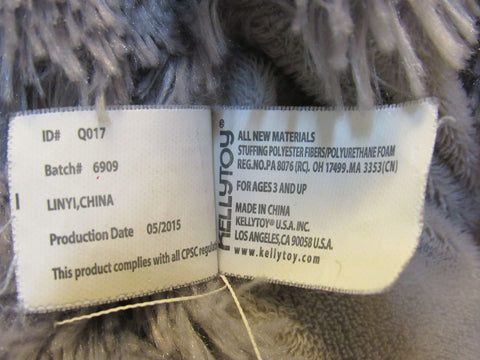 ID# Q017
Batch# 6909
LINYI,CHINA
Production Date 05/2015
This product complies with all CPSC
KELLYTOY®
ALL NEW MATERIALS
STUFFING POLYESTER FIBERS/POLYURETHANE FOAM
REG.NO.PA 8076 (RC). OH 17499.MA 3353(CN)
FOR AGES 3 AND UP
MADE IN CHINA
KELLYTOY® U.S.A. INC.
LOS ANGELES,CA 90058 U.S.A.
www.kellytoy.com